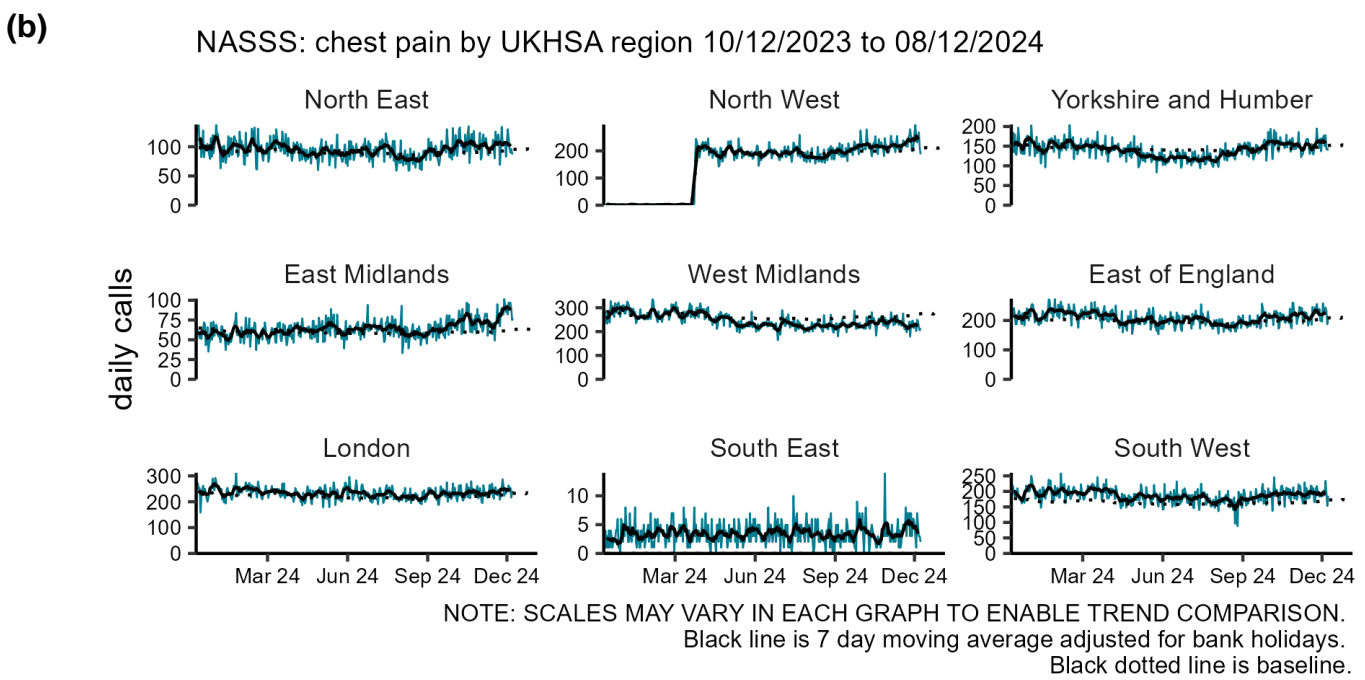 (b)
NASSS: chest pain by UKHSA region 10/12/2023 to 08/12/2024
daily calls
North East
100
50
0
North West
200
100
0
Yorkshire and Humber
200
150
100
50
0
East Midlands
100
75
50
25
0
West Midlands
300
200
100
0
East of England
200
100
0
London
300
200
100
0
Mar 24 Jun 24 Sep 24 Dec 24
South East
10
5
0
Mar 24 Jun 24 Sep 24 Dec 24
South West
250
200
150
100
50
0
Mar 24 Jun 24 Sep 24 Dec 24
NOTE: SCALES MAY VARY IN EACH GRAPH TO ENABLE TREND COMPARISON.
Black line is 7 day moving average adjusted for bank holidays.
Black dotted line is baseline.